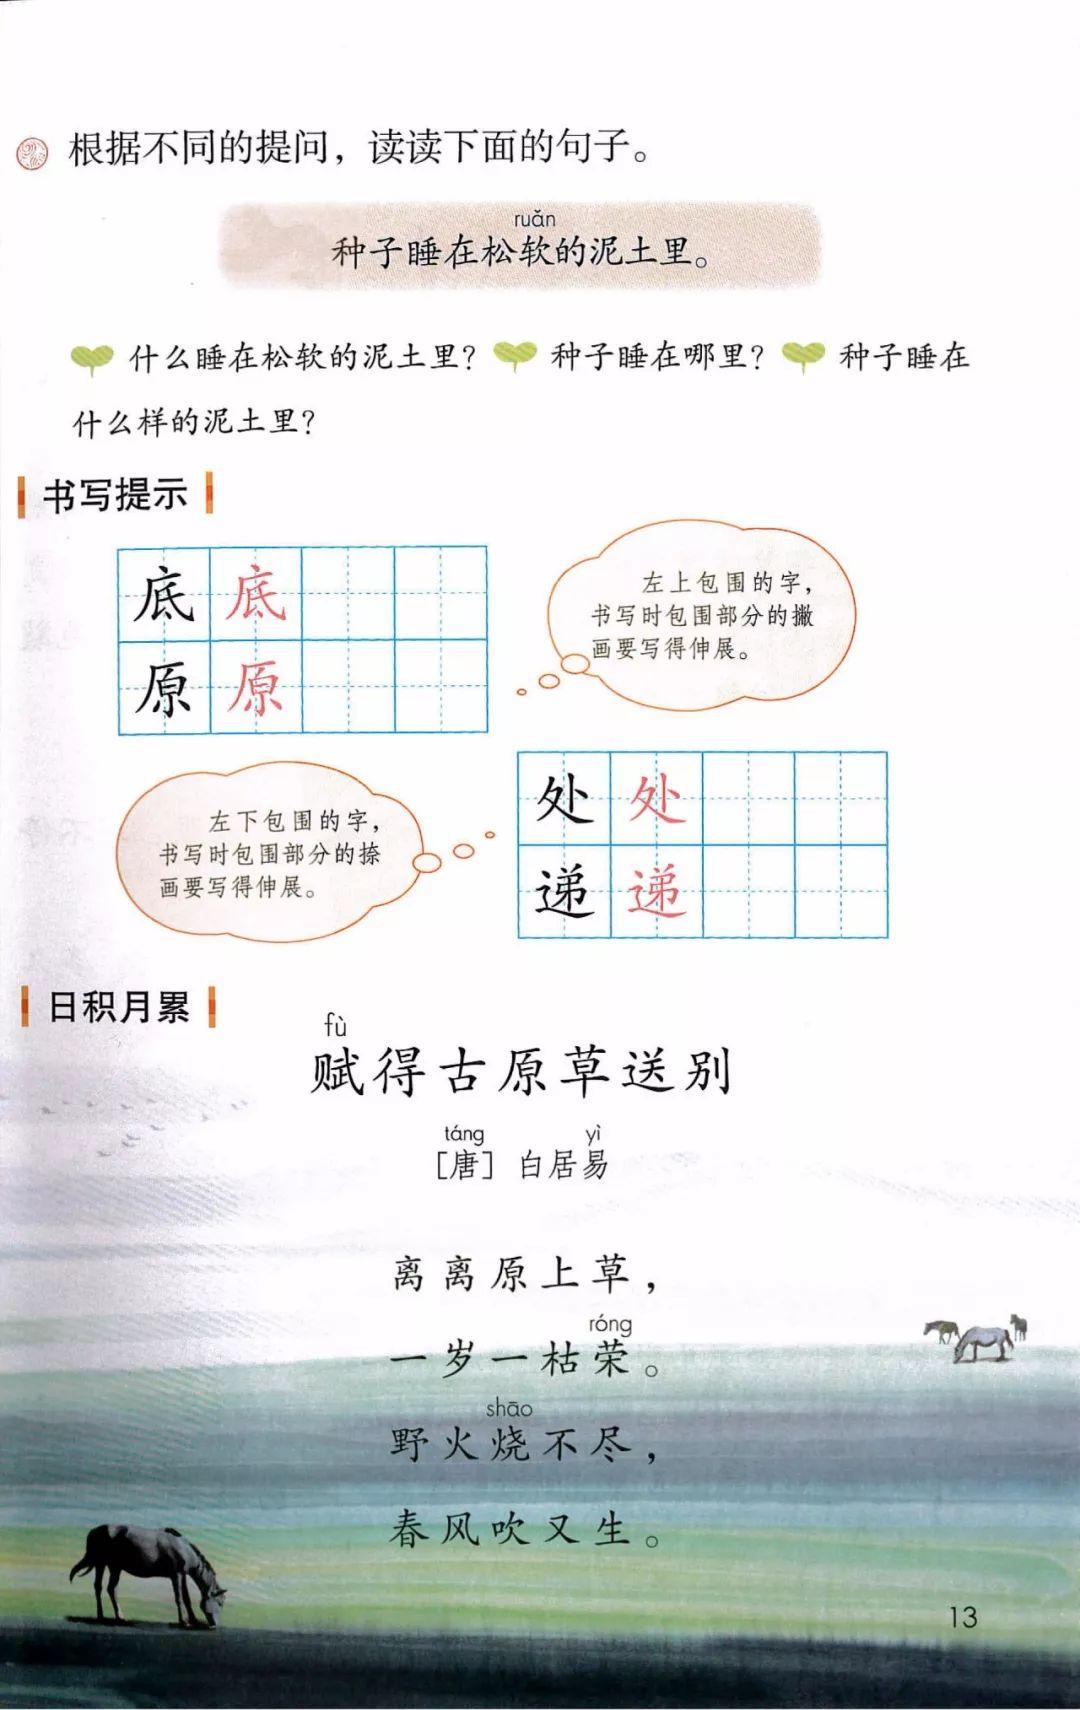 根据不同的提问，读读下面的句子。
ruǎn
种子睡在松软的泥土里。
什么睡在松软的泥土里？ 种子睡在哪里？ 种子睡在
什么样的泥土里？
书写提示
底 底
原 原
左上包围的字，
书写时包围部分的撇
画要写得伸展。
左下包围的字，
书写时包围部分的捺
画要写得伸展。
处 处
递 递
日积月累
fù
赋得古原草送别
táng yì
［唐］ 白居易
离离原上草，
róng
一岁一枯荣。
shāo
野火烧不尽，
春风吹又生。
13